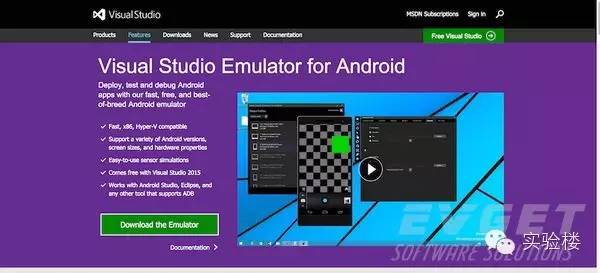 Visual Studio
MSDN Subscriptions Sign in
Products Features Downloads News Support Documentation
Free Visual Studio
Visual Studio Emulator for Android
Deploy, test and debug Android
apps with our fast, free, and best-
of-breed Android emulator
Fast, x86, Hyper-V compatible
Support a variety of Android versions,
screen sizes, and hardware properties
Easy-to-use sensor simulations
Comes free with Visual Studio 2015
Works with Android Studio, Eclipse, and
any other tool that supports ADB
Download the Emulator
Documentation
EVGET
SOFTWARE SOLUTIONS
实验楼